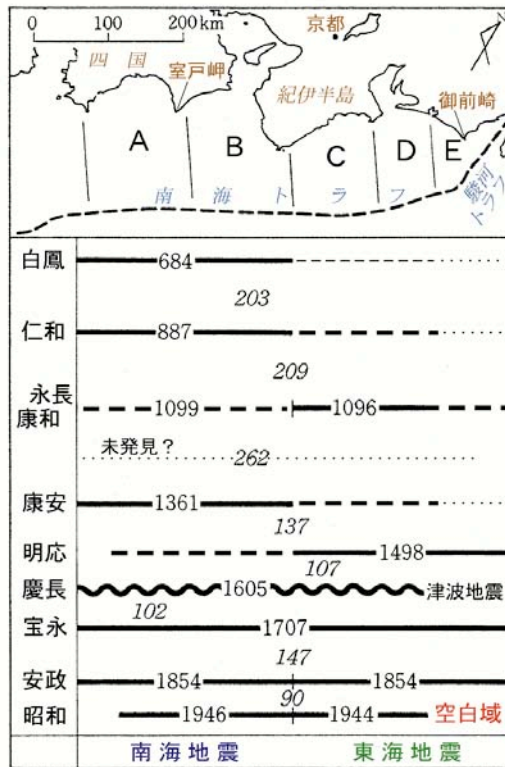 0 100 200 km
京都
N
四国
室戸岬
紀伊半島
御前崎
A B C D E
南海トラフ
駿河トラフ
白鳳 684
203
仁和 887
209
永長
康和 1099 1096
未発見?
262
康安 1361
137
明応 1498
107
慶長 1605 津波地震
102
宝永 1707
147
安政 1854 1854
90
昭和 1946 1944 空白域
南海地震 東海地震